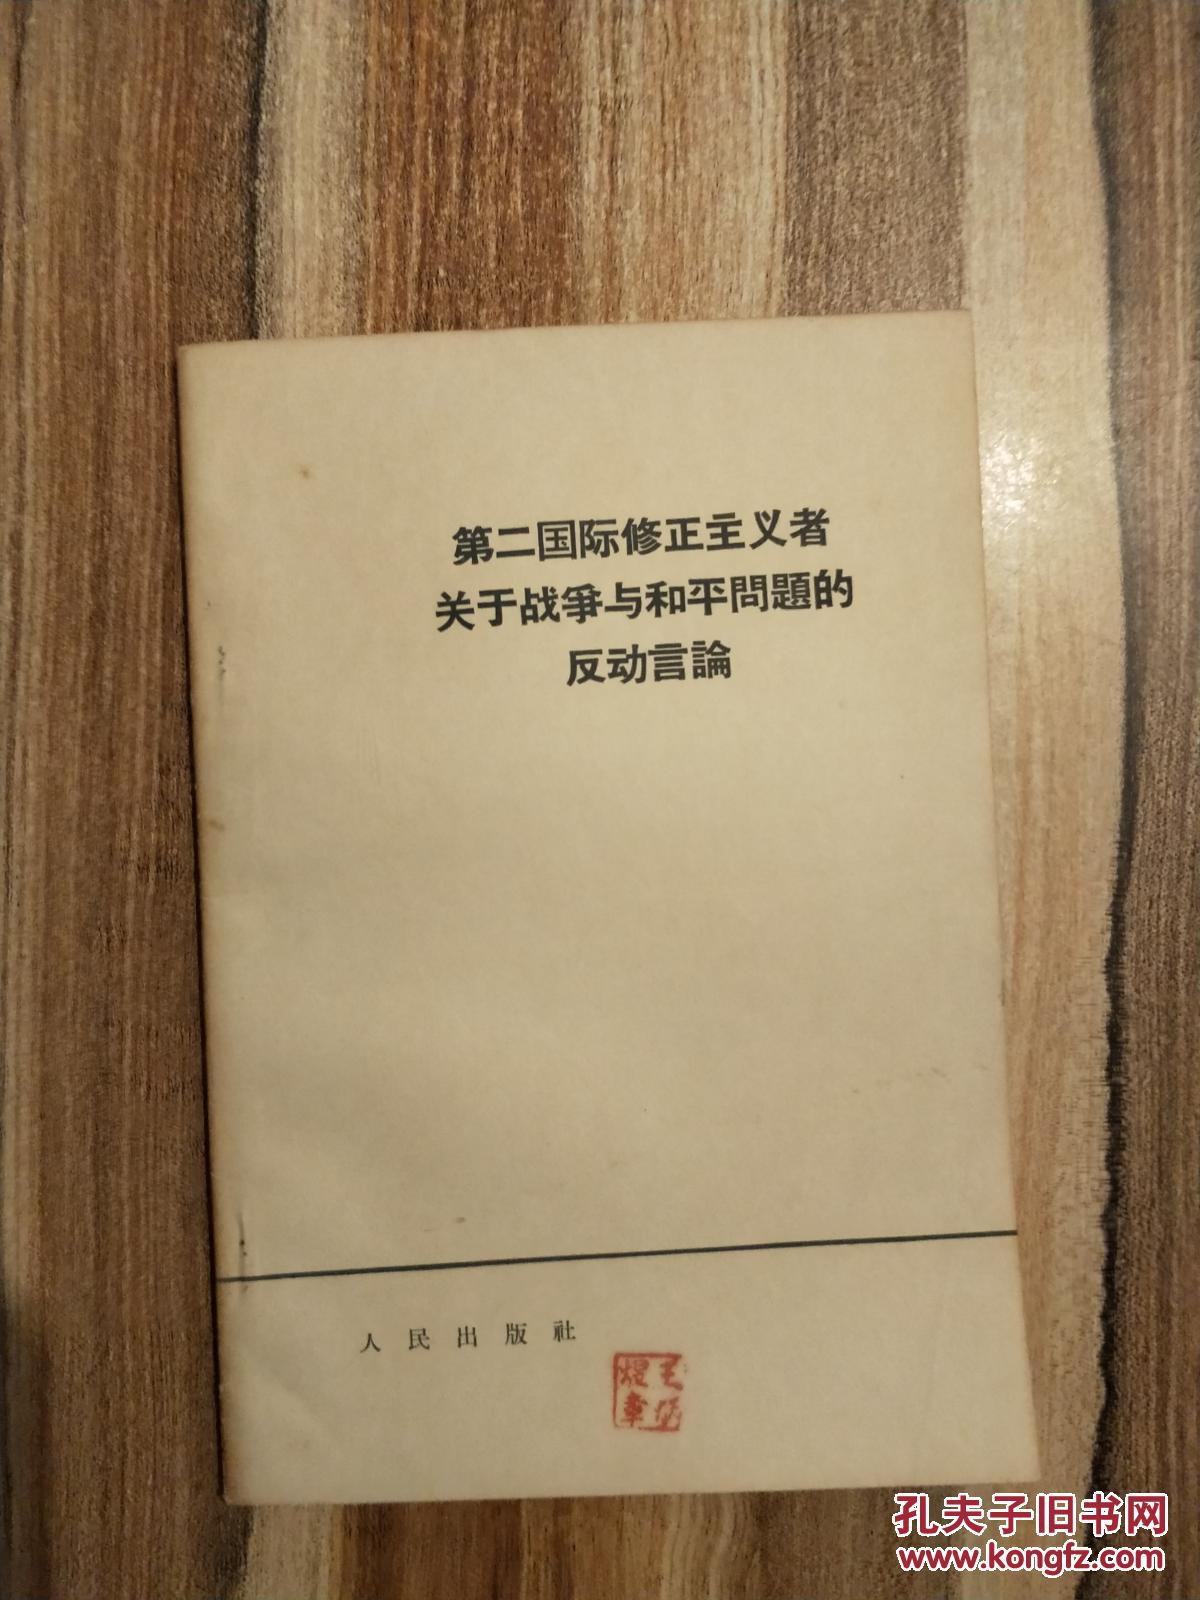 第二国际修正主义者
关于战爭与和平問題的
反动言論
人民出版社
孔夫子旧书网
www.kongfz.com